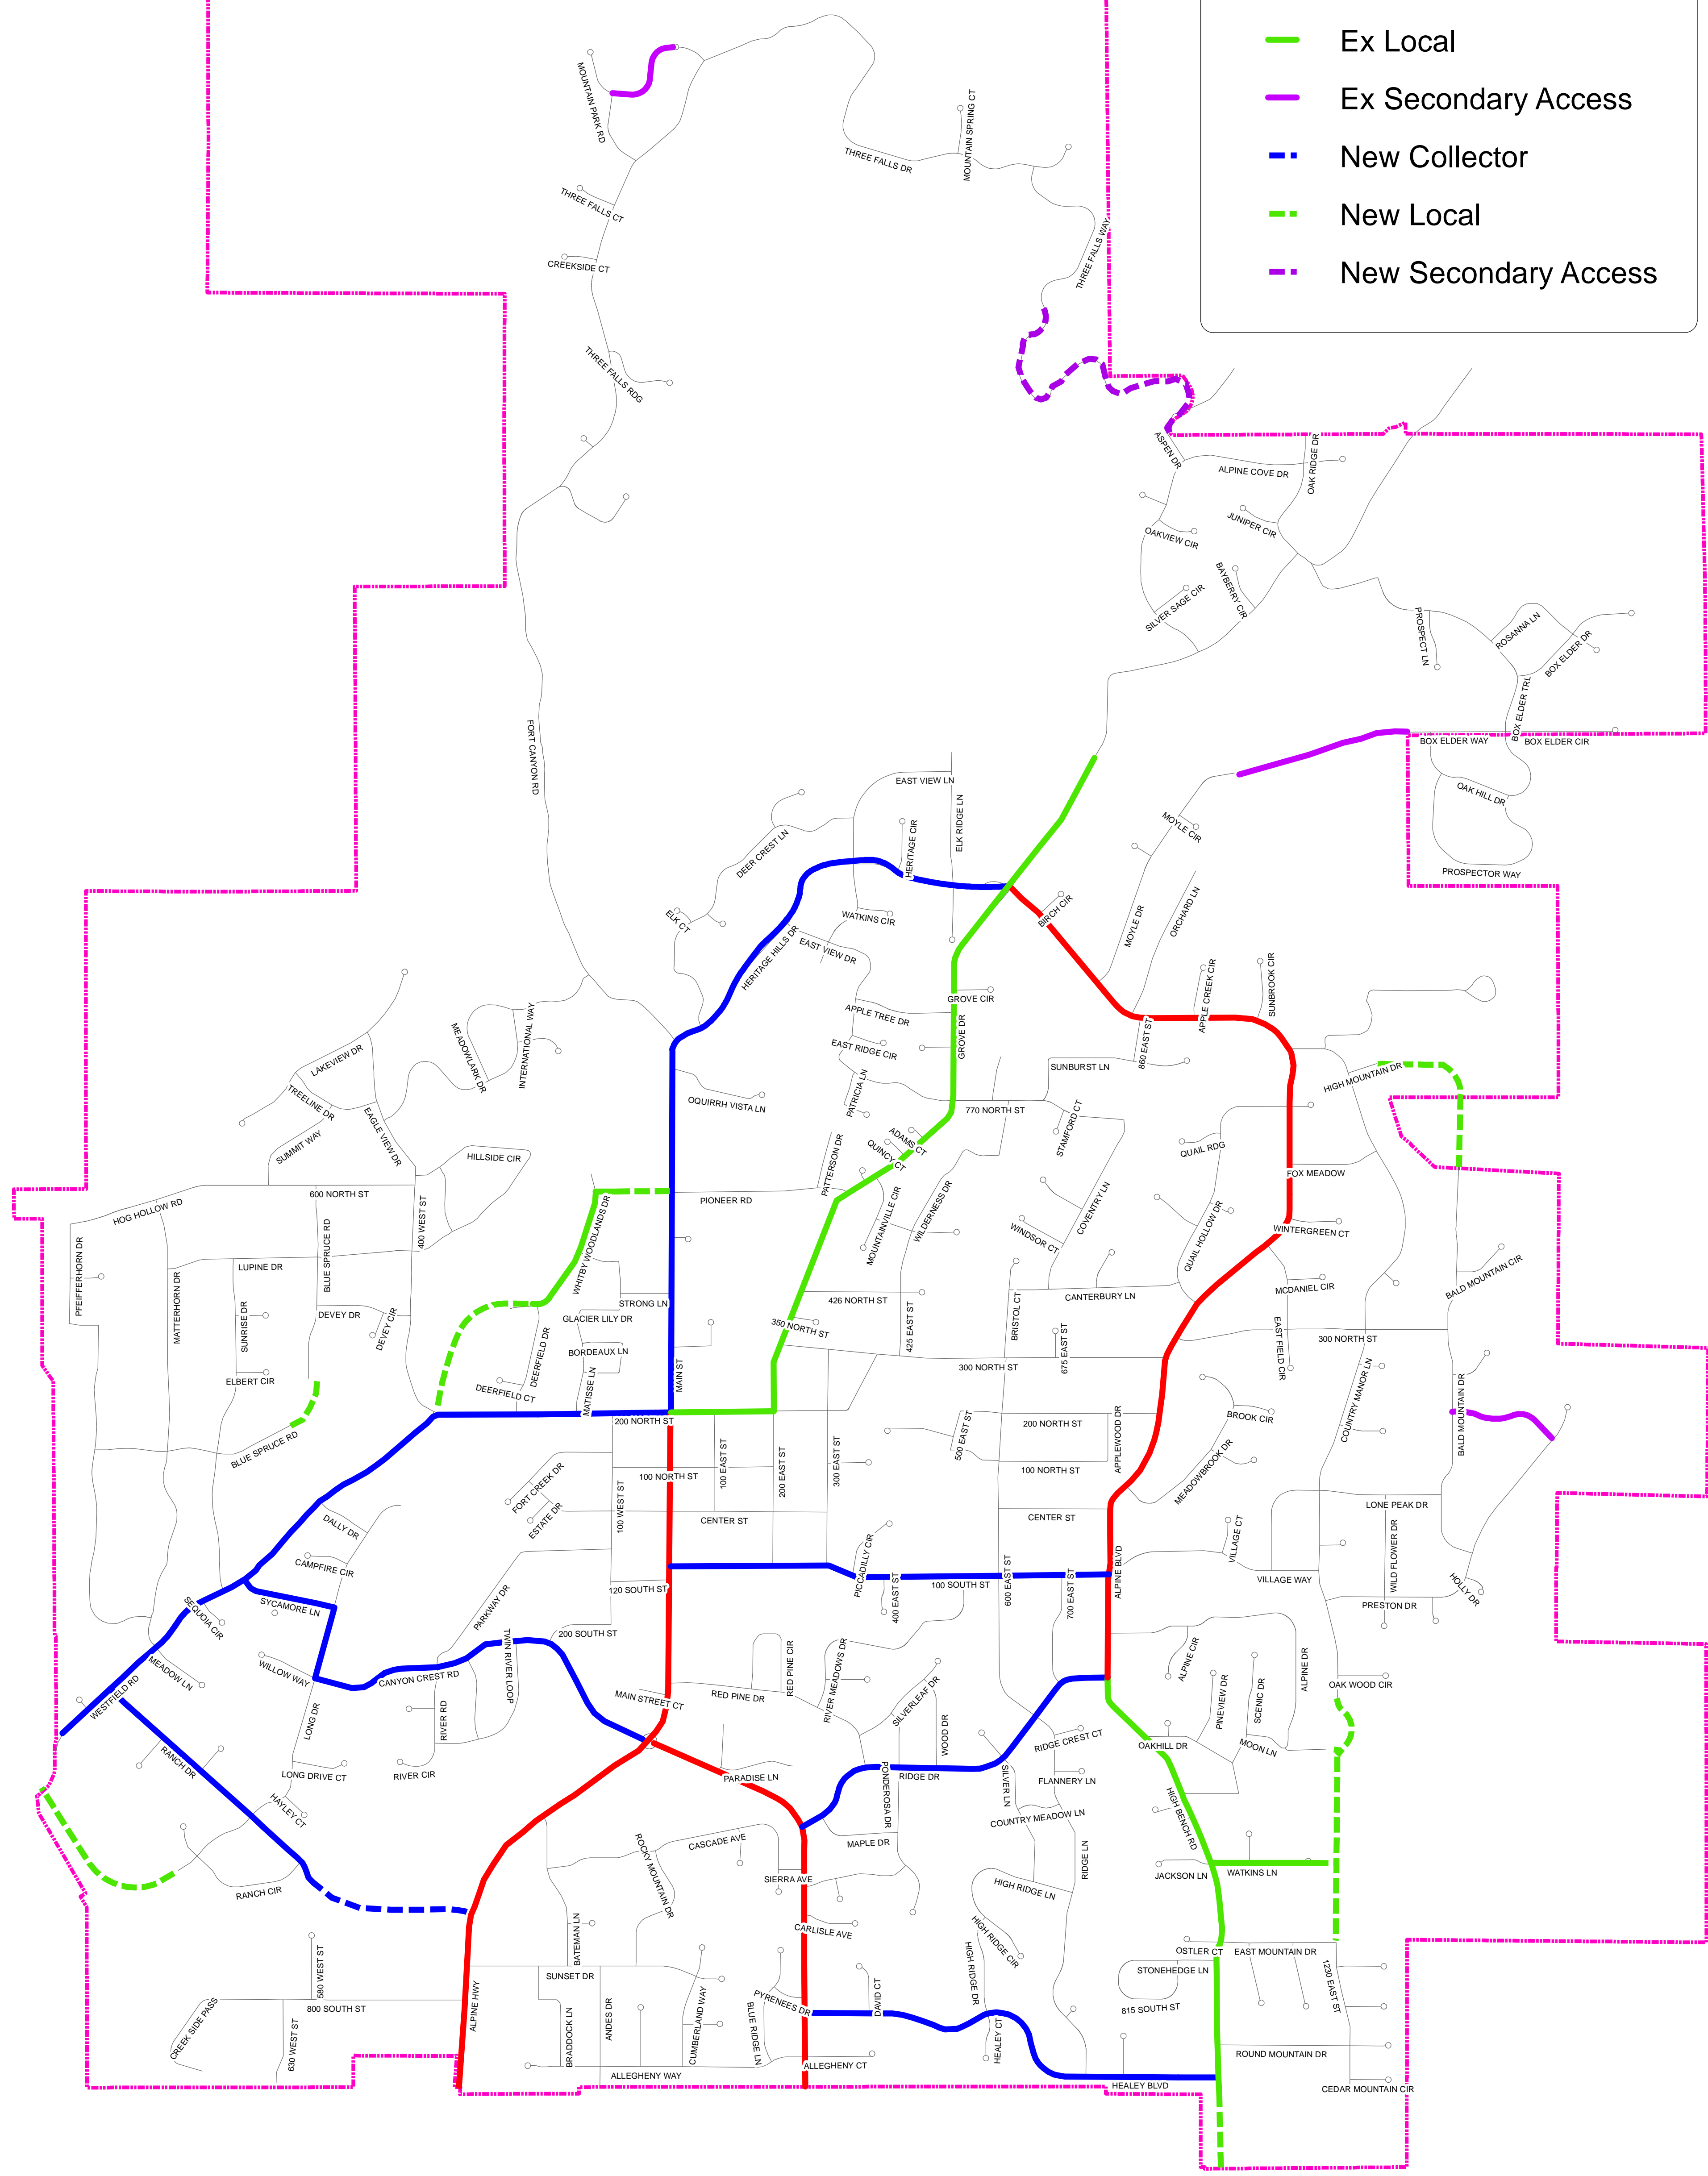 Ex Local
Ex Secondary Access
New Collector
New Local
New Secondary Access
MOUNTAIN PARK RD
MOUNTAIN SPRING CT
THREE FALLS DR
THREE FALLS CT
THREE FALLS WAY
CREEKSIDE CT
THREE FALLS RDG
ASPEN DR
ALPINE COVE DR
OAK RIDGE DR
JUNIPER CIR
OAKVIEW CIR
BAYBERRY CIR
SILVER SAGE CIR
PROSPECT LN
ROSANNA LN
BOX ELDER DR
BOX ELDER TRL
BOX ELDER WAY
BOX ELDER CIR
OAK HILL DR
PROSPECTOR WAY
FORT CANYON RD
EAST VIEW LN
ELK RIDGE LN
HERITAGE CIR
DEER CREST LN
MOYLE CIR
ELK CT
WATKINS CIR
BIRCH CIR
MOYLE DR
ORCHARD LN
HERITAGE HILLS DR
EAST VIEW DR
GROVE CIR
APPLE CREEK CIR
SUNBROOK CIR
APPLE TREE DR
GROVE DR
860 EAST ST
EAST RIDGE CIR
MEADOWLARK DR
INTERNATIONAL WAY
LAKEVIEW DR
SUNBURST LN
HIGH MOUNTAIN DR
TREELINE DR
OQUIRRH VISTA LN
PATRICIA LN
770 NORTH ST
STAMFORD CT
EAGLE VIEW DR
SUMMIT WAY
ADAMS CT
QUINCY CT
QUAIL RDG
HILLSIDE CIR
PATTERSON DR
FOX MEADOW
600 NORTH ST
PIONEER RD
HOG HOLLOW RD
400 WEST ST
WHITBY WOODLANDS DR
MOUNTAINVILLE CIR
WILDERNESS DR
COVENTRY LN
WINDSOR CT
QUAIL HOLLOW DR
WINTERGREEN CT
PFEIFFERHORN DR
BLUE SPRUCE RD
LUPINE DR
MATTERHORN DR
BALD MOUNTAIN CIR
MCDANIEL CIR
CANTERBURY LN
426 NORTH ST
STRONG LN
SUNRISE DR
DEVEY DR
DEVEY CIR
GLACIER LILY DR
350 NORTH ST
425 EAST ST
BRISTOL CT
675 EAST ST
EAST FIELD CIR
300 NORTH ST
DEERFIELD DR
BORDEAUX LN
MAIN ST
300 NORTH ST
ELBERT CIR
DEERFIELD CT
MATISSE LN
COUNTRY MANOR LN
BALD MOUNTAIN DR
200 NORTH ST
500 EAST ST
200 NORTH ST
APPLEWOOD DR
BROOK CIR
BLUE SPRUCE RD
100 NORTH ST
100 EAST ST
200 EAST ST
300 EAST ST
100 NORTH ST
MEADOWBROOK DR
FORT CREEK DR
ESTATE DR
100 WEST ST
CENTER ST
CENTER ST
LONE PEAK DR
DALLY DR
VILLAGE CT
WILD FLOWER DR
CAMPFIRE CIR
PICCADILLY CIR
VILLAGE WAY
HOLLY DR
120 SOUTH ST
400 EAST ST
100 SOUTH ST
600 EAST ST
700 EAST ST
ALPINE BLVD
PRESTON DR
SYCAMORE LN
SEQUOIA CIR
PARKWAY DR
200 SOUTH ST
TWIN RIVER LOOP
RED PINE CIR
RIVER MEADOWS DR
ALPINE CIR
ALPINE DR
MEADOW LN
WILLOW WAY
CANYON CREST RD
OAK WOOD CIR
WESTFIELD RD
MAIN STREET CT
RED PINE DR
SILVERLEAF DR
PINEVIEW DR
SCENIC DR
LONG DR
RIVER RD
WOOD DR
RIDGE CREST CT
OAKHILL DR
MOON LN
RANCH DR
LONG DRIVE CT
RIVER CIR
PARADISE LN
PONDEROSA DR
RIDGE DR
SILVER LN
FLANNERY LN
HAYLEY CT
COUNTRY MEADOW LN
HIGH BENCH RD
ROCKY MOUNTAIN DR
CASCADE AVE
MAPLE DR
RIDGE LN
JACKSON LN
WATKINS LN
SIERRA AVE
RANCH CIR
HIGH RIDGE LN
BATEMAN LN
CARLISLE AVE
HIGH RIDGE CIR
HIGH RIDGE DR
OSTLER CT
EAST MOUNTAIN DR
580 WEST ST
SUNSET DR
STONEHEDGE LN
1230 EAST ST
800 SOUTH ST
ALPINE HWY
CREEK SIDE PASS
630 WEST ST
BRADDOCK LN
ANDES DR
CUMBERLAND WAY
BLUE RIDGE LN
PYRENEES DR
DAVID CT
HEALEY CT
815 SOUTH ST
ROUND MOUNTAIN DR
ALLEGHENY WAY
ALLEGHENY CT
HEALEY BLVD
CEDAR MOUNTAIN CIR